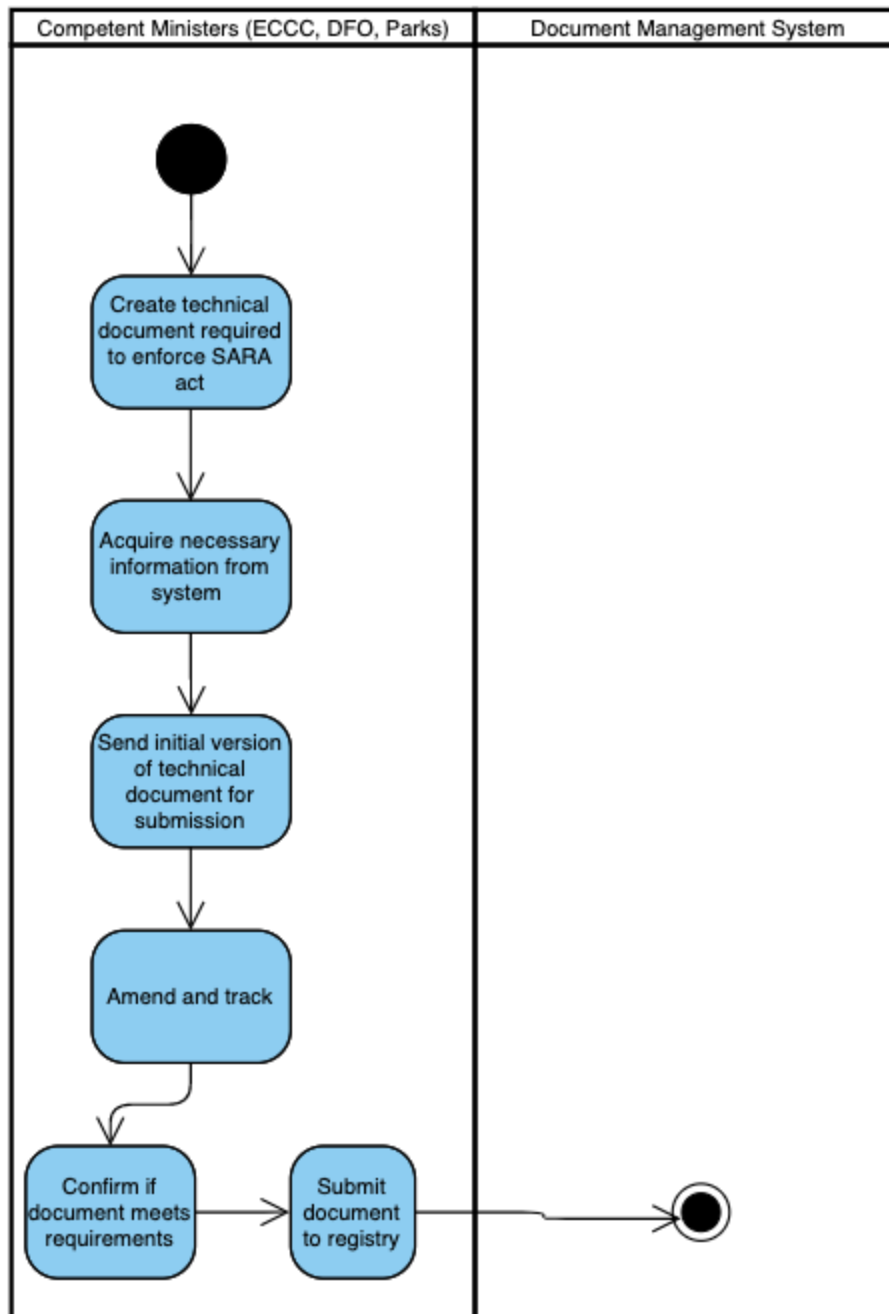 Competent Ministers (ECCC, DFO, Parks)
Document Management System
Create technical
document required
to enforce SARA
act
Acquire necessary
information from
system
Send initial version
of technical
document for
submission
Amend and track
Confirm if
document meets
requirements
Submit
document
to registry